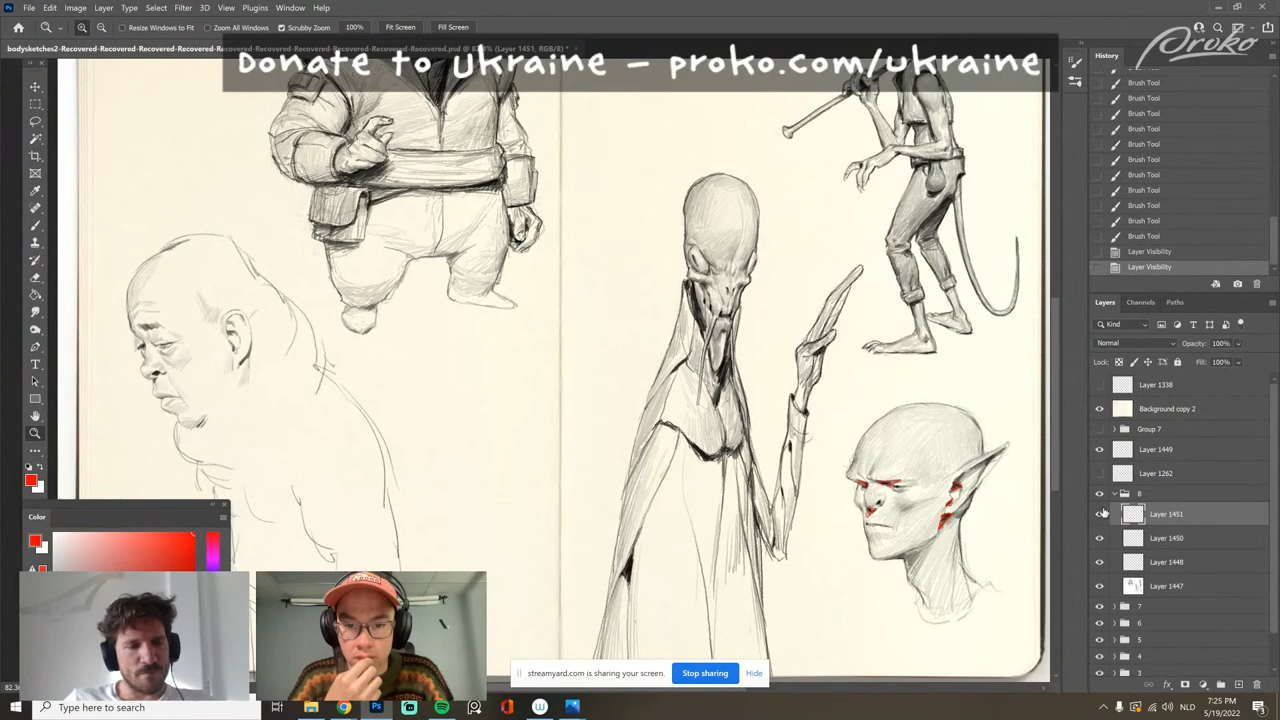 File Edit Image Layer Type Select Filter 3D View Plugins Window Help
Resize Windows to Fit Zoom All Windows Scrubby Zoom 100% Fit Screen Fill Screen
Proko
Donate to Ukraine – proko.com/ukraine
History
Brush Tool
Brush Tool
Brush Tool
Brush Tool
Brush Tool
Brush Tool
Brush Tool
Brush Tool
Brush Tool
Brush Tool
Brush Tool
Layer Visibility
Layer Visibility
Layers Channels Paths
Kind
Normal Opacity: 100%
Lock: Fill: 100%
Layer 1338
Background copy 2
Group 7
Layer 1449
Layer 1262
8
Layer 1451
Layer 1450
Layer 1448
Layer 1447
7
6
5
4
3
Color
streamyard.com is sharing your screen. Stop sharing Hide
Type here to search
NLD
7:25 PM
5/19/2022